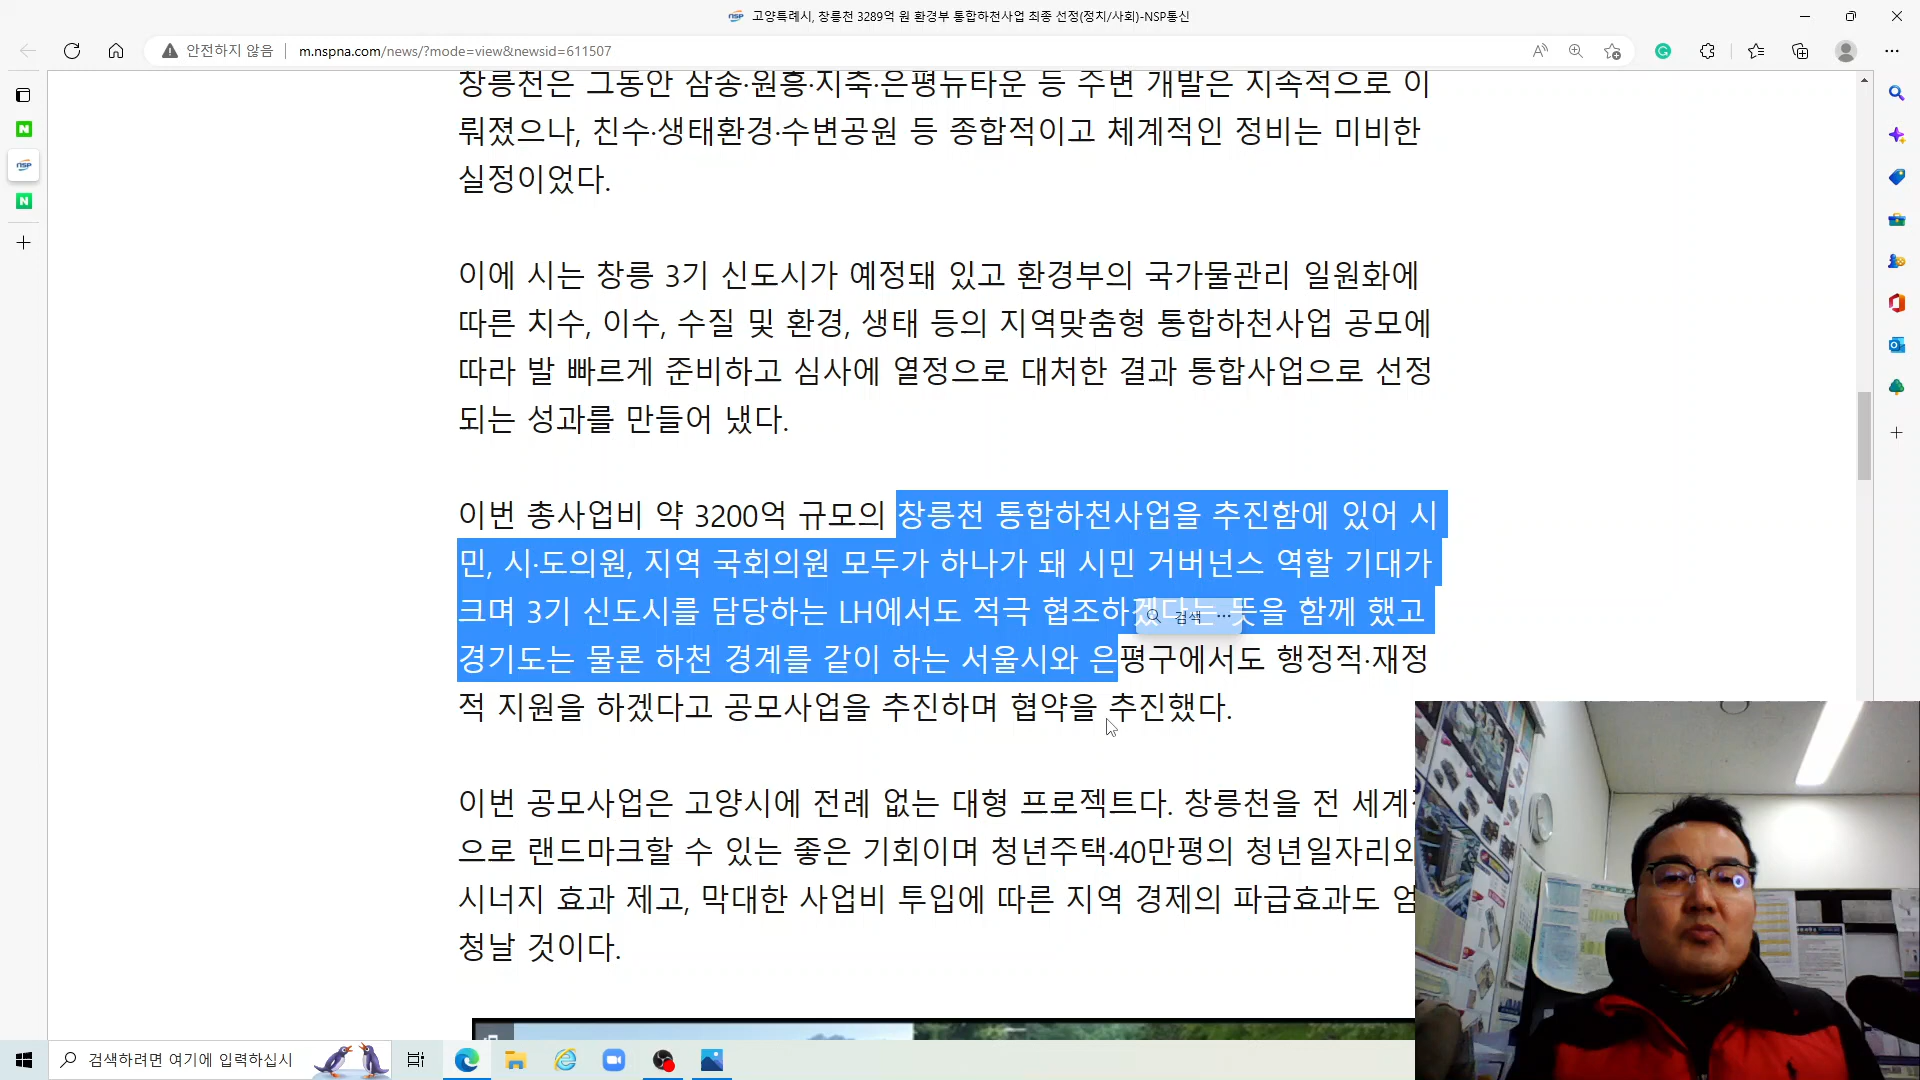 고양특례시, 창릉천 3289억 원 환경부 통합하천사업 최종 선정(정치/사회)-NSP통신
안전하지 않음
m.nspna.com/news/?mode=view&newsid=611507
창릉천은 그동안 삼송·원흥·지축·은평뉴타운 등 주변 개발은 지속적으로 이
뤄졌으나, 친수·생태환경·수변공원 등 종합적이고 체계적인 정비는 미비한
실정이었다.
이에 시는 창릉 3기 신도시가 예정돼 있고 환경부의 국가물관리 일원화에
따른 치수, 이수, 수질 및 환경, 생태 등의 지역맞춤형 통합하천사업 공모에
따라 발 빠르게 준비하고 심사에 열정으로 대처한 결과 통합사업으로 선정
되는 성과를 만들어 냈다.
이번 총사업비 약 3200억 규모의 창릉천 통합하천사업을 추진함에 있어 시
민, 시·도의원, 지역 국회의원 모두가 하나가 돼 시민 거버넌스 역할 기대가
크며 3기 신도시를 담당하는 LH에서도 적극 협조하겠다는 뜻을 함께 했고
검색
경기도는 물론 하천 경계를 같이 하는 서울시와 은평구에서도 행정적·재정
적 지원을 하겠다고 공모사업을 추진하며 협약을 추진했다.
이번 공모사업은 고양시에 전례 없는 대형 프로젝트다. 창릉천을 전 세계
으로 랜드마크할 수 있는 좋은 기회이며 청년주택·40만평의 청년일자리와
시너지 효과 제고, 막대한 사업비 투입에 따른 지역 경제의 파급효과도 엄
청날 것이다.
검색하려면 여기에 입력하십시